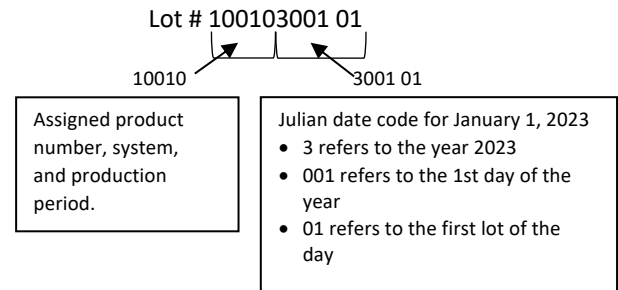 Lot # 100103001 01
10010
3001 01
Assigned product
number, system,
and production
period.
Julian date code for January 1, 2023
• 3 refers to the year 2023
• 001 refers to the 1st day of the
year
• 01 refers to the first lot of the
day